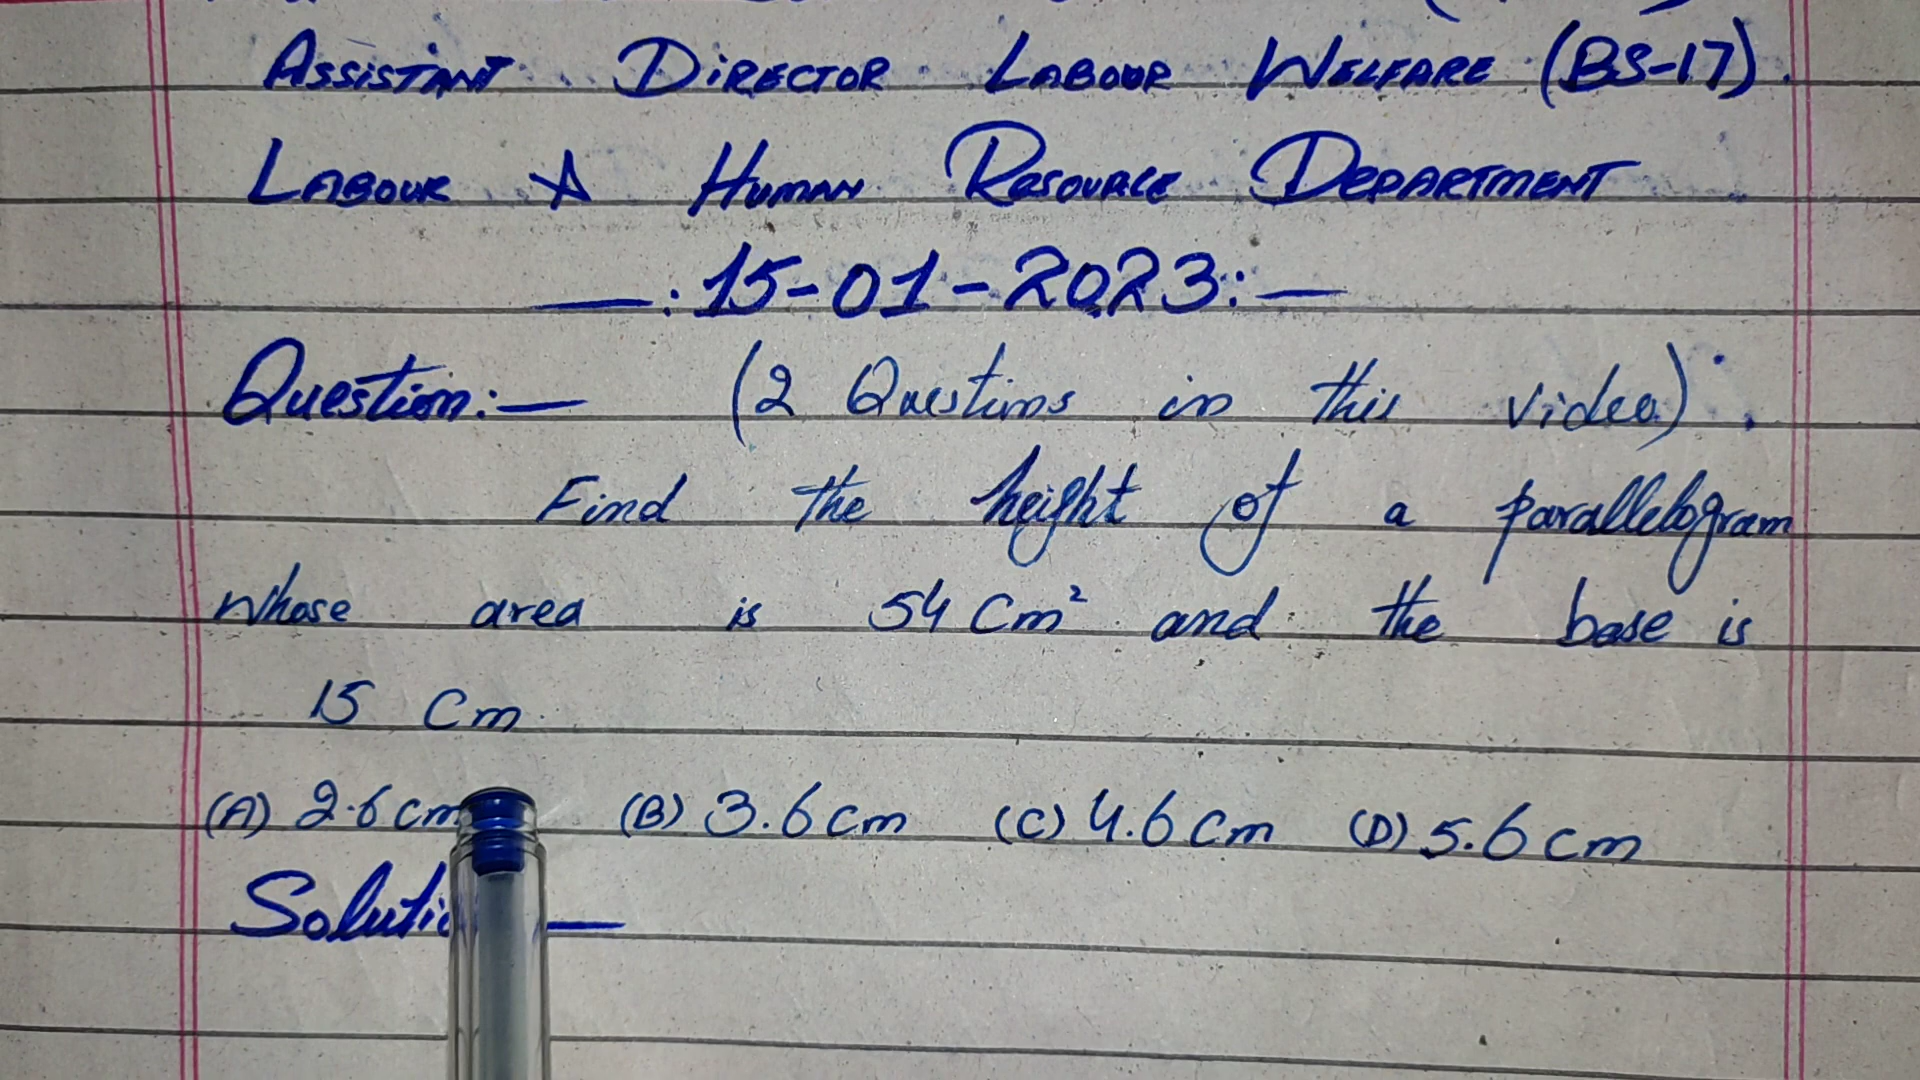 ASSISTANT DIRECTOR LABOUR WELFARE (BS-17).
LABOUR & HUMAN RESOURCE DEPARTMENT
—:15-01-2023:—
Question:— (2 Questions in this video).
Find the height of a parallelogram
whose area is 54 Cm² and the base is
15 Cm
(A) 2.6 cm (B) 3.6 cm (C) 4.6 cm (D) 5.6 cm